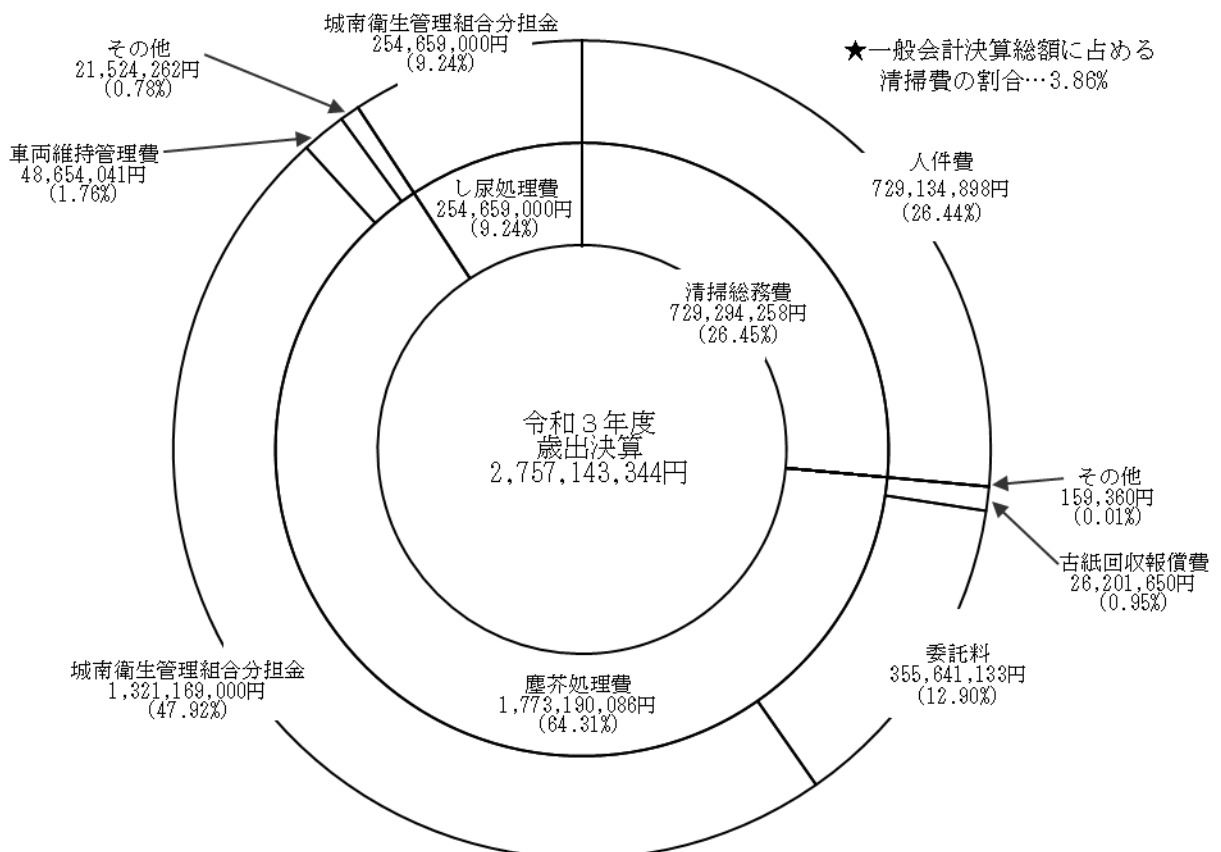 城南衛生管理組合分担金
254,659,000円
(9.24%)
その他
21,524,262円
(0.78%)
★一般会計決算総額に占める
清掃費の割合…3.86%
車両維持管理費
48,654,041円
(1.76%)
人件費
729,134,898円
(26.44%)
し尿処理費
254,659,000円
(9.24%)
清掃総務費
729,294,258円
(26.45%)
令和３年度
歳出決算
2,757,143,344円
その他
159,360円
(0.01%)
古紙回収報償費
26,201,650円
(0.95%)
委託料
355,641,133円
(12.90%)
城南衛生管理組合分担金
1,321,169,000円
(47.92%)
塵芥処理費
1,773,190,086円
(64.31%)